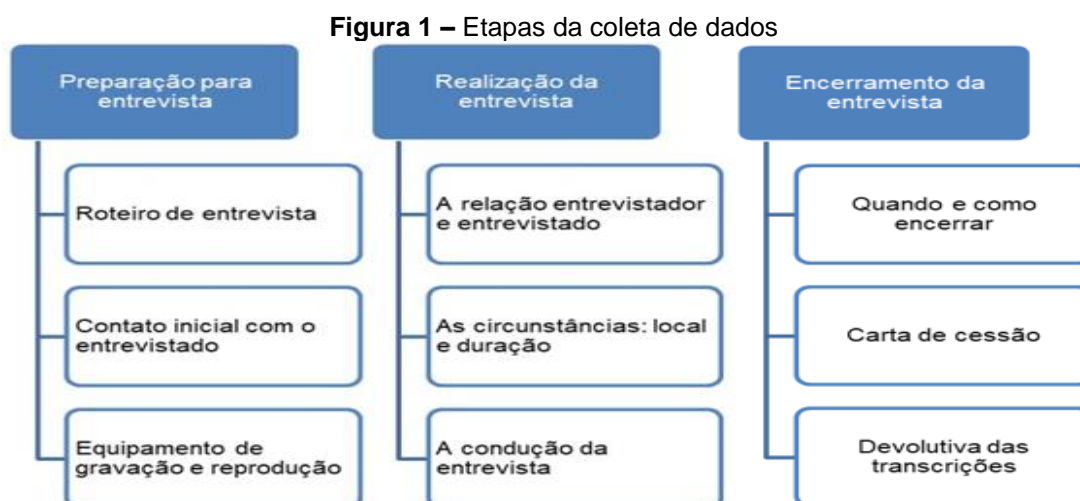 Figura 1 – Etapas da coleta de dados
Preparação para
entrevista
Roteiro de entrevista
Contato inicial com o
entrevistado
Equipamento de
gravação e reprodução
Realização da
entrevista
A relação entrevistador
e entrevistado
As circunstâncias: local
e duração
A condução da
entrevista
Encerramento da
entrevista
Quando e como
encerrar
Carta de cessão
Devolutiva das
transcrições